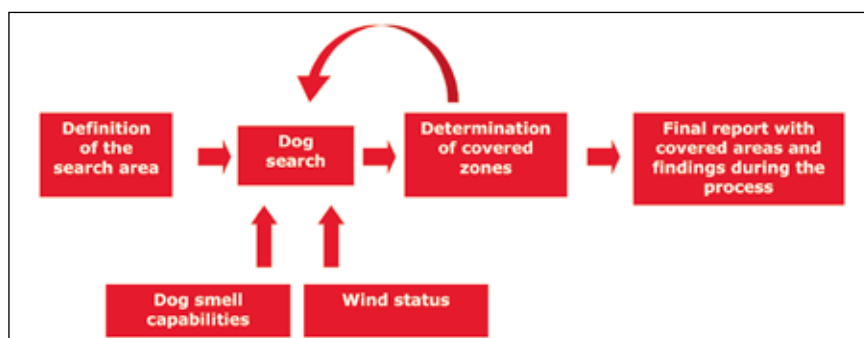 Definition
of the
search area
Dog
search
Determination
of covered
zones
Final report with
covered areas and
findings during the
process
Dog smell
capabilities
Wind status